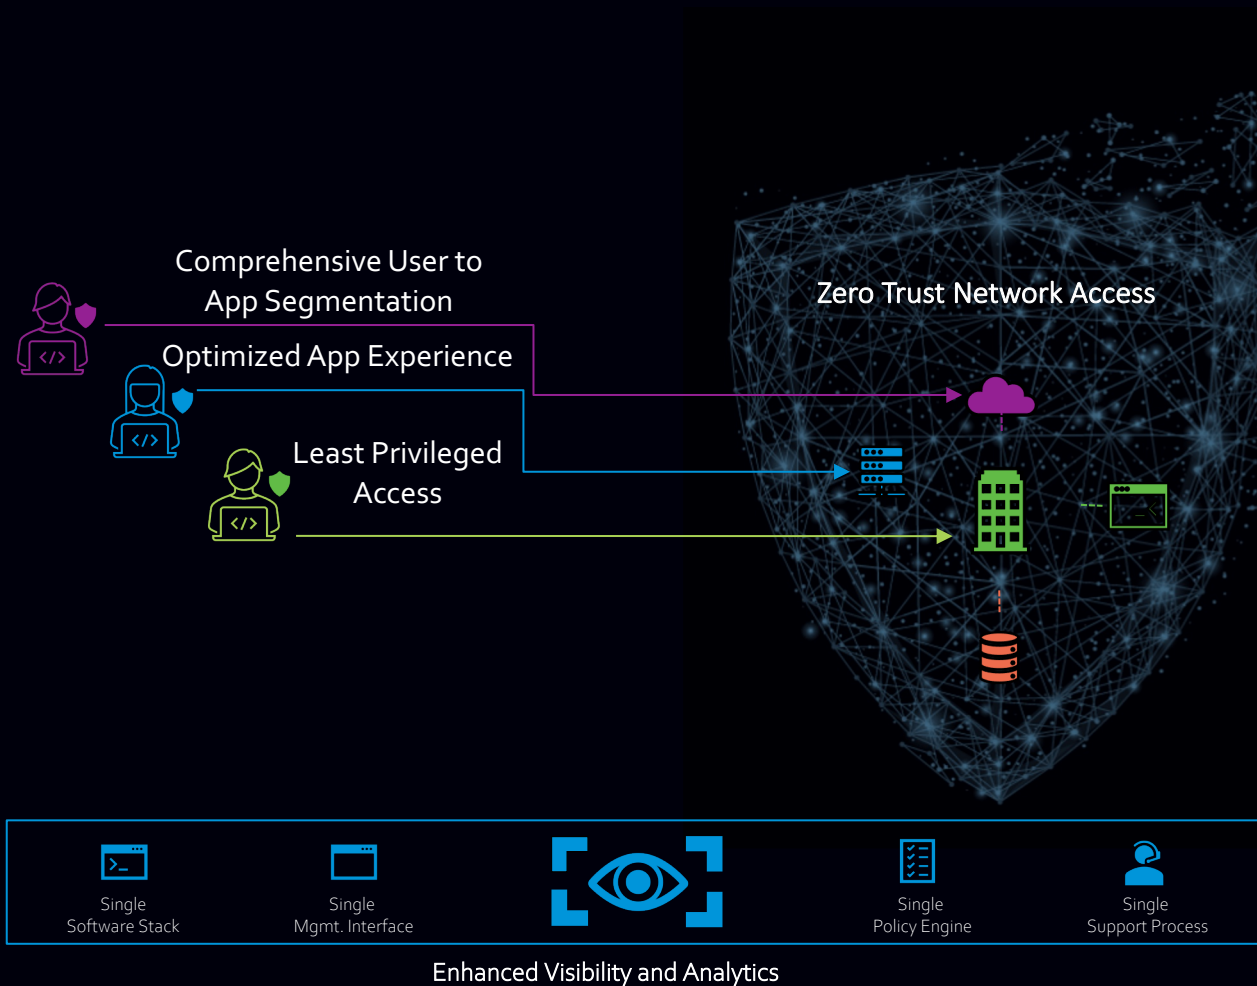 Comprehensive User to
App Segmentation
Zero Trust Network Access
Optimized App Experience
</>
</>
Least Privileged
Access
</>
Single
Software Stack
Single
Mgmt. Interface
Single
Policy Engine
Single
Support Process
Enhanced Visibility and Analytics